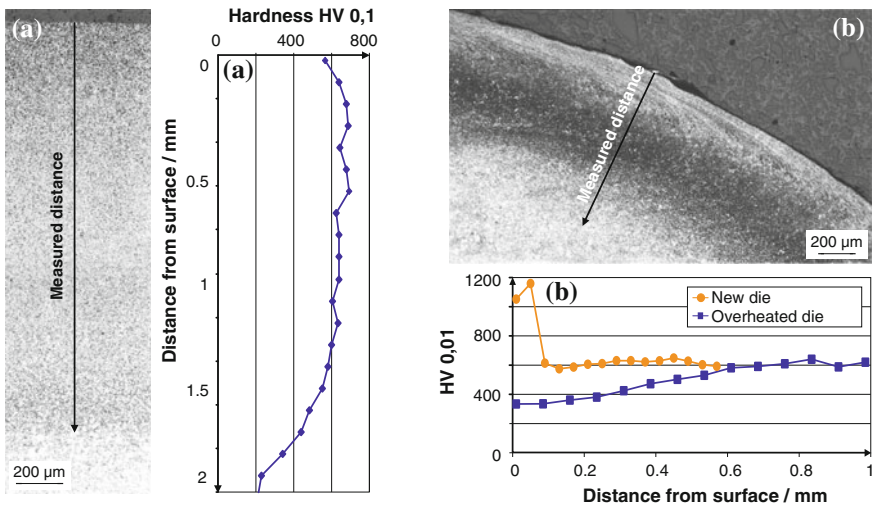 (a)
Measured distance
200 μm
Hardness HV 0,1
0 400 800
(a)
Distance from surface / mm
0
0.5
1
1.5
2
(b)
Measured distance
200 μm
(b)
New die
Overheated die
HV 0,01
1200
800
400
0
0 0.2 0.4 0.6 0.8 1
Distance from surface / mm